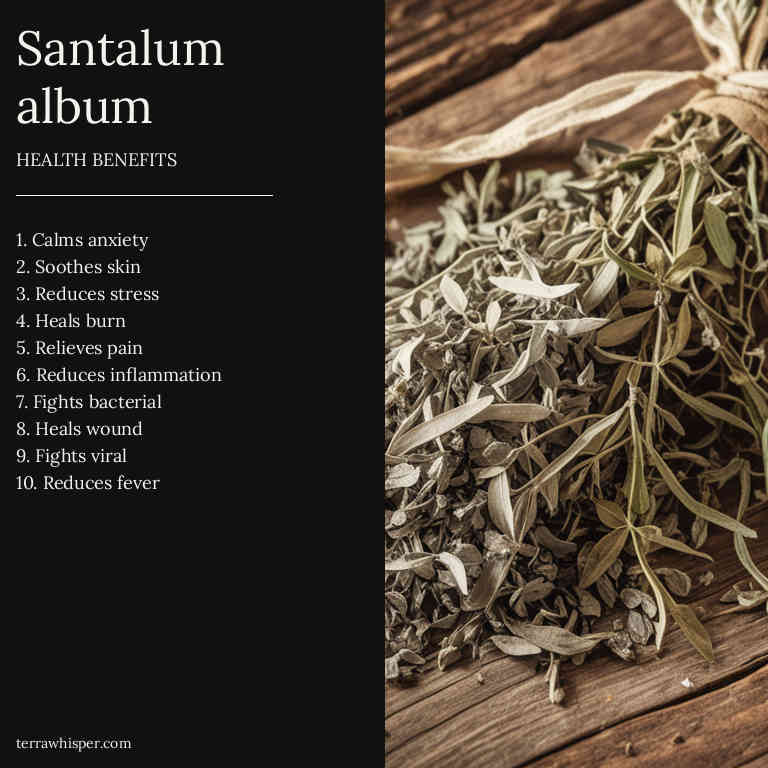 Santalum
album
HEALTH BENEFITS
1. Calms anxiety
2. Soothes skin
3. Reduces stress
4. Heals burn
5. Relieves pain
6. Reduces inflammation
7. Fights bacterial
8. Heals wound
9. Fights viral
10. Reduces fever
terrawhisper.com